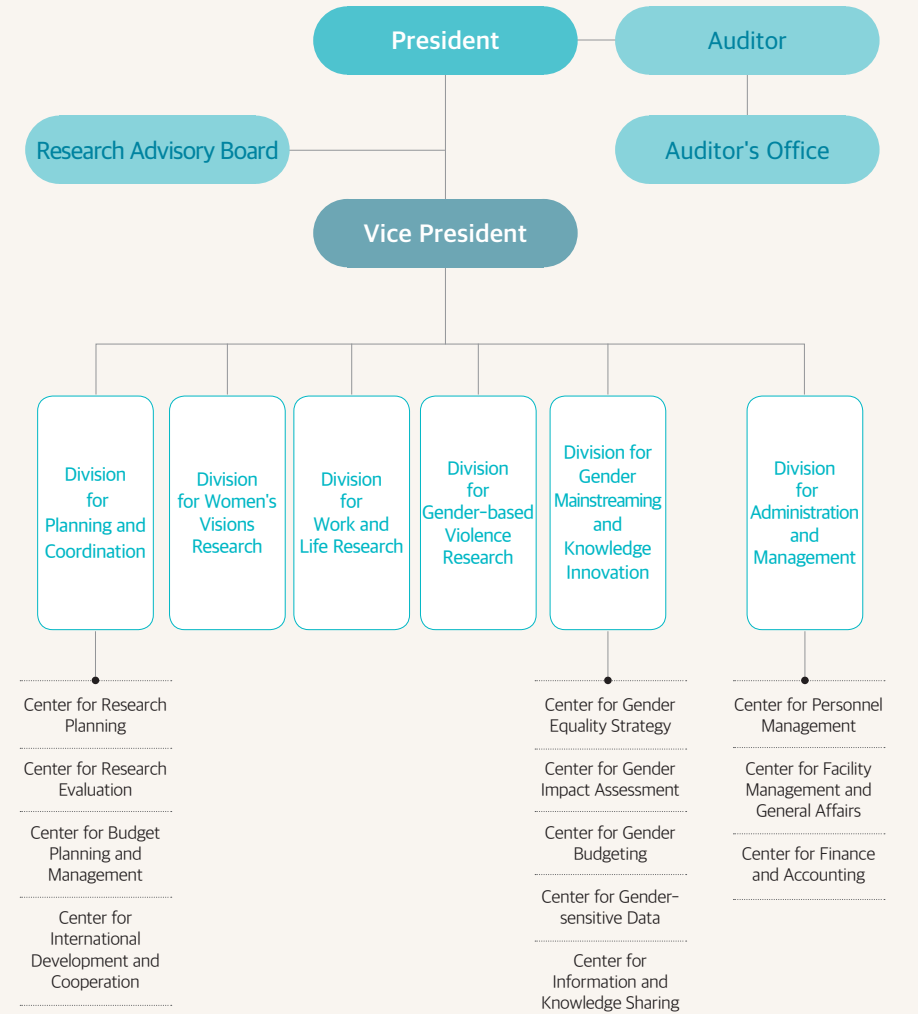 President
Auditor
Research Advisory Board
Auditor's Office
Vice President
Division
for
Planning and
Coordination
Division
for Women's
Visions
Research
Division
for
Work and
Life Research
Division
for
Gender-based
Violence
Research
Division for
Gender
Mainstreaming
and
Knowledge
Innovation
Division
for
Administration
and
Management
Center for Research
Planning
Center for Research
Evaluation
Center for Budget
Planning and
Management
Center for
International
Development and
Cooperation
Center for Gender
Equality Strategy
Center for Gender
Impact Assessment
Center for Gender
Budgeting
Center for Gender-
sensitive Data
Center for
Information and
Knowledge Sharing
Center for Personnel
Management
Center for Facility
Management and
General Affairs
Center for Finance
and Accounting